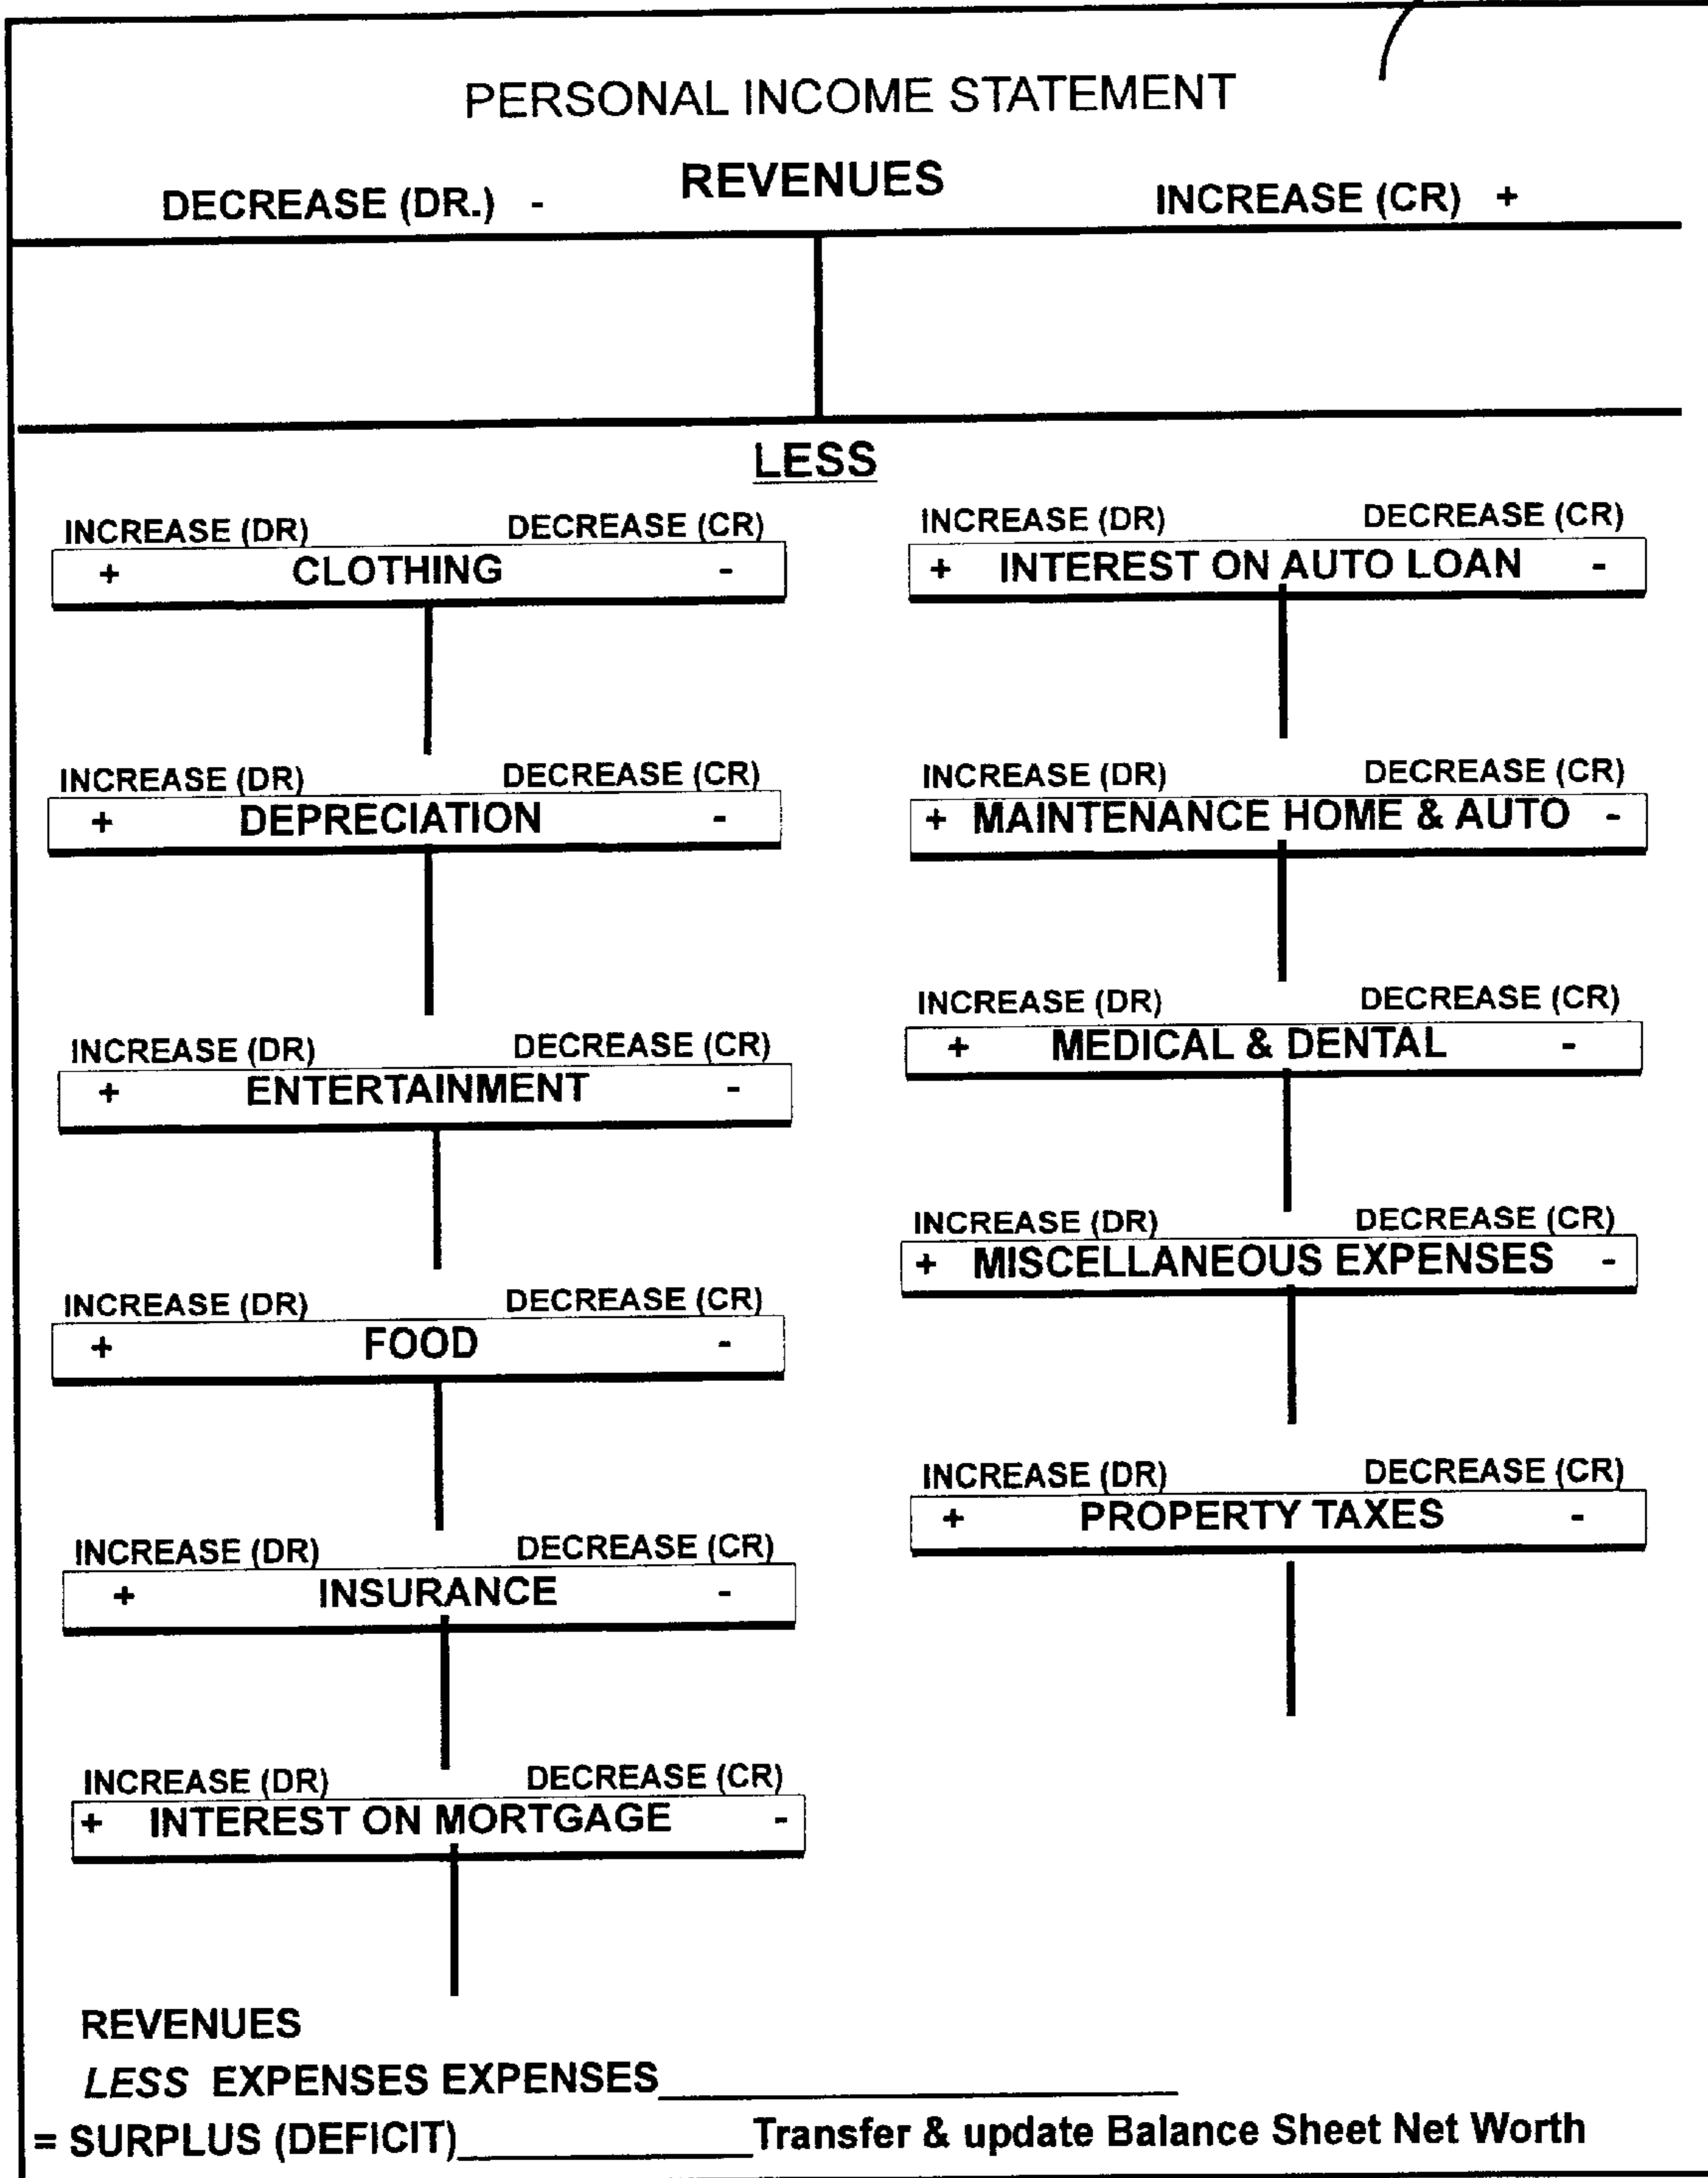 PERSONAL INCOME STATEMENT
REVENUES
DECREASE (DR.) -
INCREASE (CR) +
LESS
INCREASE (DR) DECREASE (CR)
+ CLOTHING -
INCREASE (DR) DECREASE (CR)
+ DEPRECIATION -
INCREASE (DR) DECREASE (CR)
+ ENTERTAINMENT -
INCREASE (DR) DECREASE (CR)
+ FOOD -
INCREASE (DR) DECREASE (CR)
+ INSURANCE -
INCREASE (DR) DECREASE (CR)
+ INTEREST ON MORTGAGE -
INCREASE (DR) DECREASE (CR)
+ INTEREST ON AUTO LOAN -
INCREASE (DR) DECREASE (CR)
+ MAINTENANCE HOME & AUTO -
INCREASE (DR) DECREASE (CR)
+ MEDICAL & DENTAL -
INCREASE (DR) DECREASE (CR)
+ MISCELLANEOUS EXPENSES -
INCREASE (DR) DECREASE (CR)
+ PROPERTY TAXES -
REVENUES
LESS EXPENSES EXPENSES
= SURPLUS (DEFICIT) Transfer & update Balance Sheet Net Worth